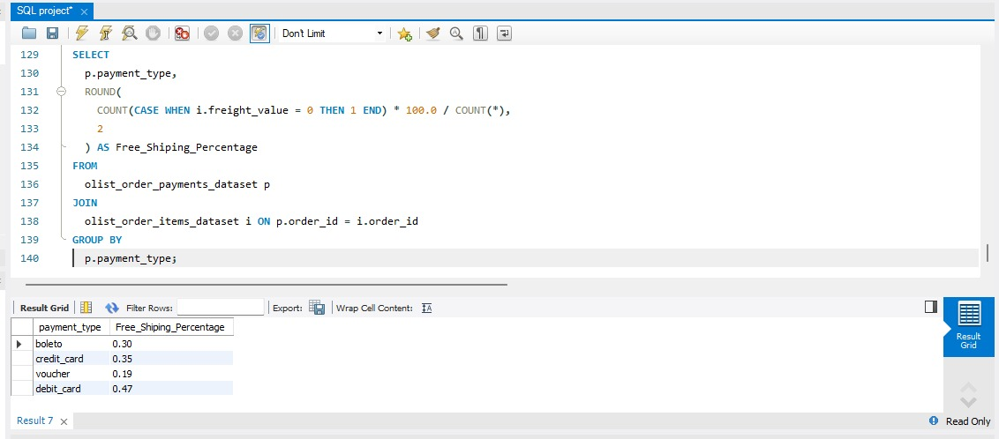 SQL project*
Don't Limit
129 SELECT
130 p.payment_type,
131 ROUND(
132 COUNT(CASE WHEN i.freight_value = 0 THEN 1 END) * 100.0 / COUNT(*),
133 2
134 ) AS Free_Shiping_Percentage
135 FROM
136 olist_order_payments_dataset p
137 JOIN
138 olist_order_items_dataset i ON p.order_id = i.order_id
139 GROUP BY
140 p.payment_type;
Result Grid Filter Rows: Export: Wrap Cell Content:
payment_type Free_Shiping_Percentage
boleto 0.30
credit_card 0.35
voucher 0.19
debit_card 0.47
Result
Grid
Result 7 Read Only